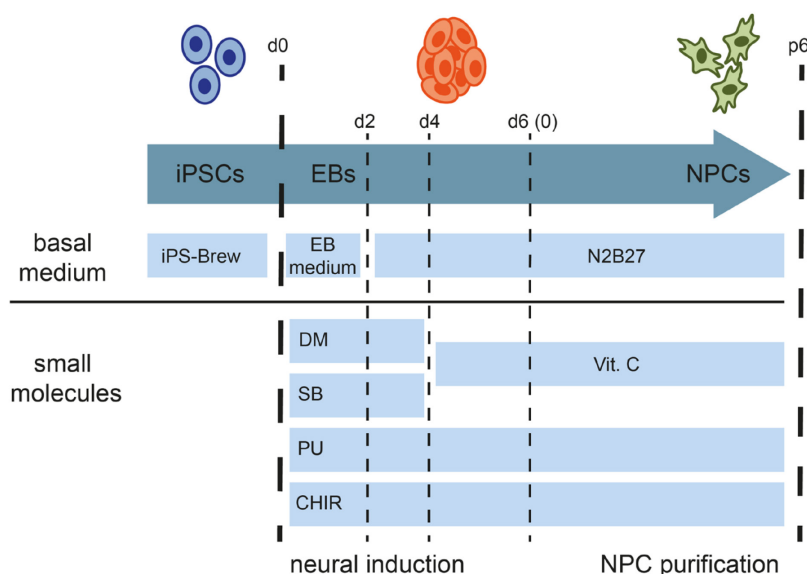 d0
p6
d2
d4
d6 (0)
iPSCs
EBs
NPCs
basal
medium
iPS-Brew
EB
medium
N2B27
small
molecules
DM
Vit. C
SB
PU
CHIR
neural induction
NPC purification